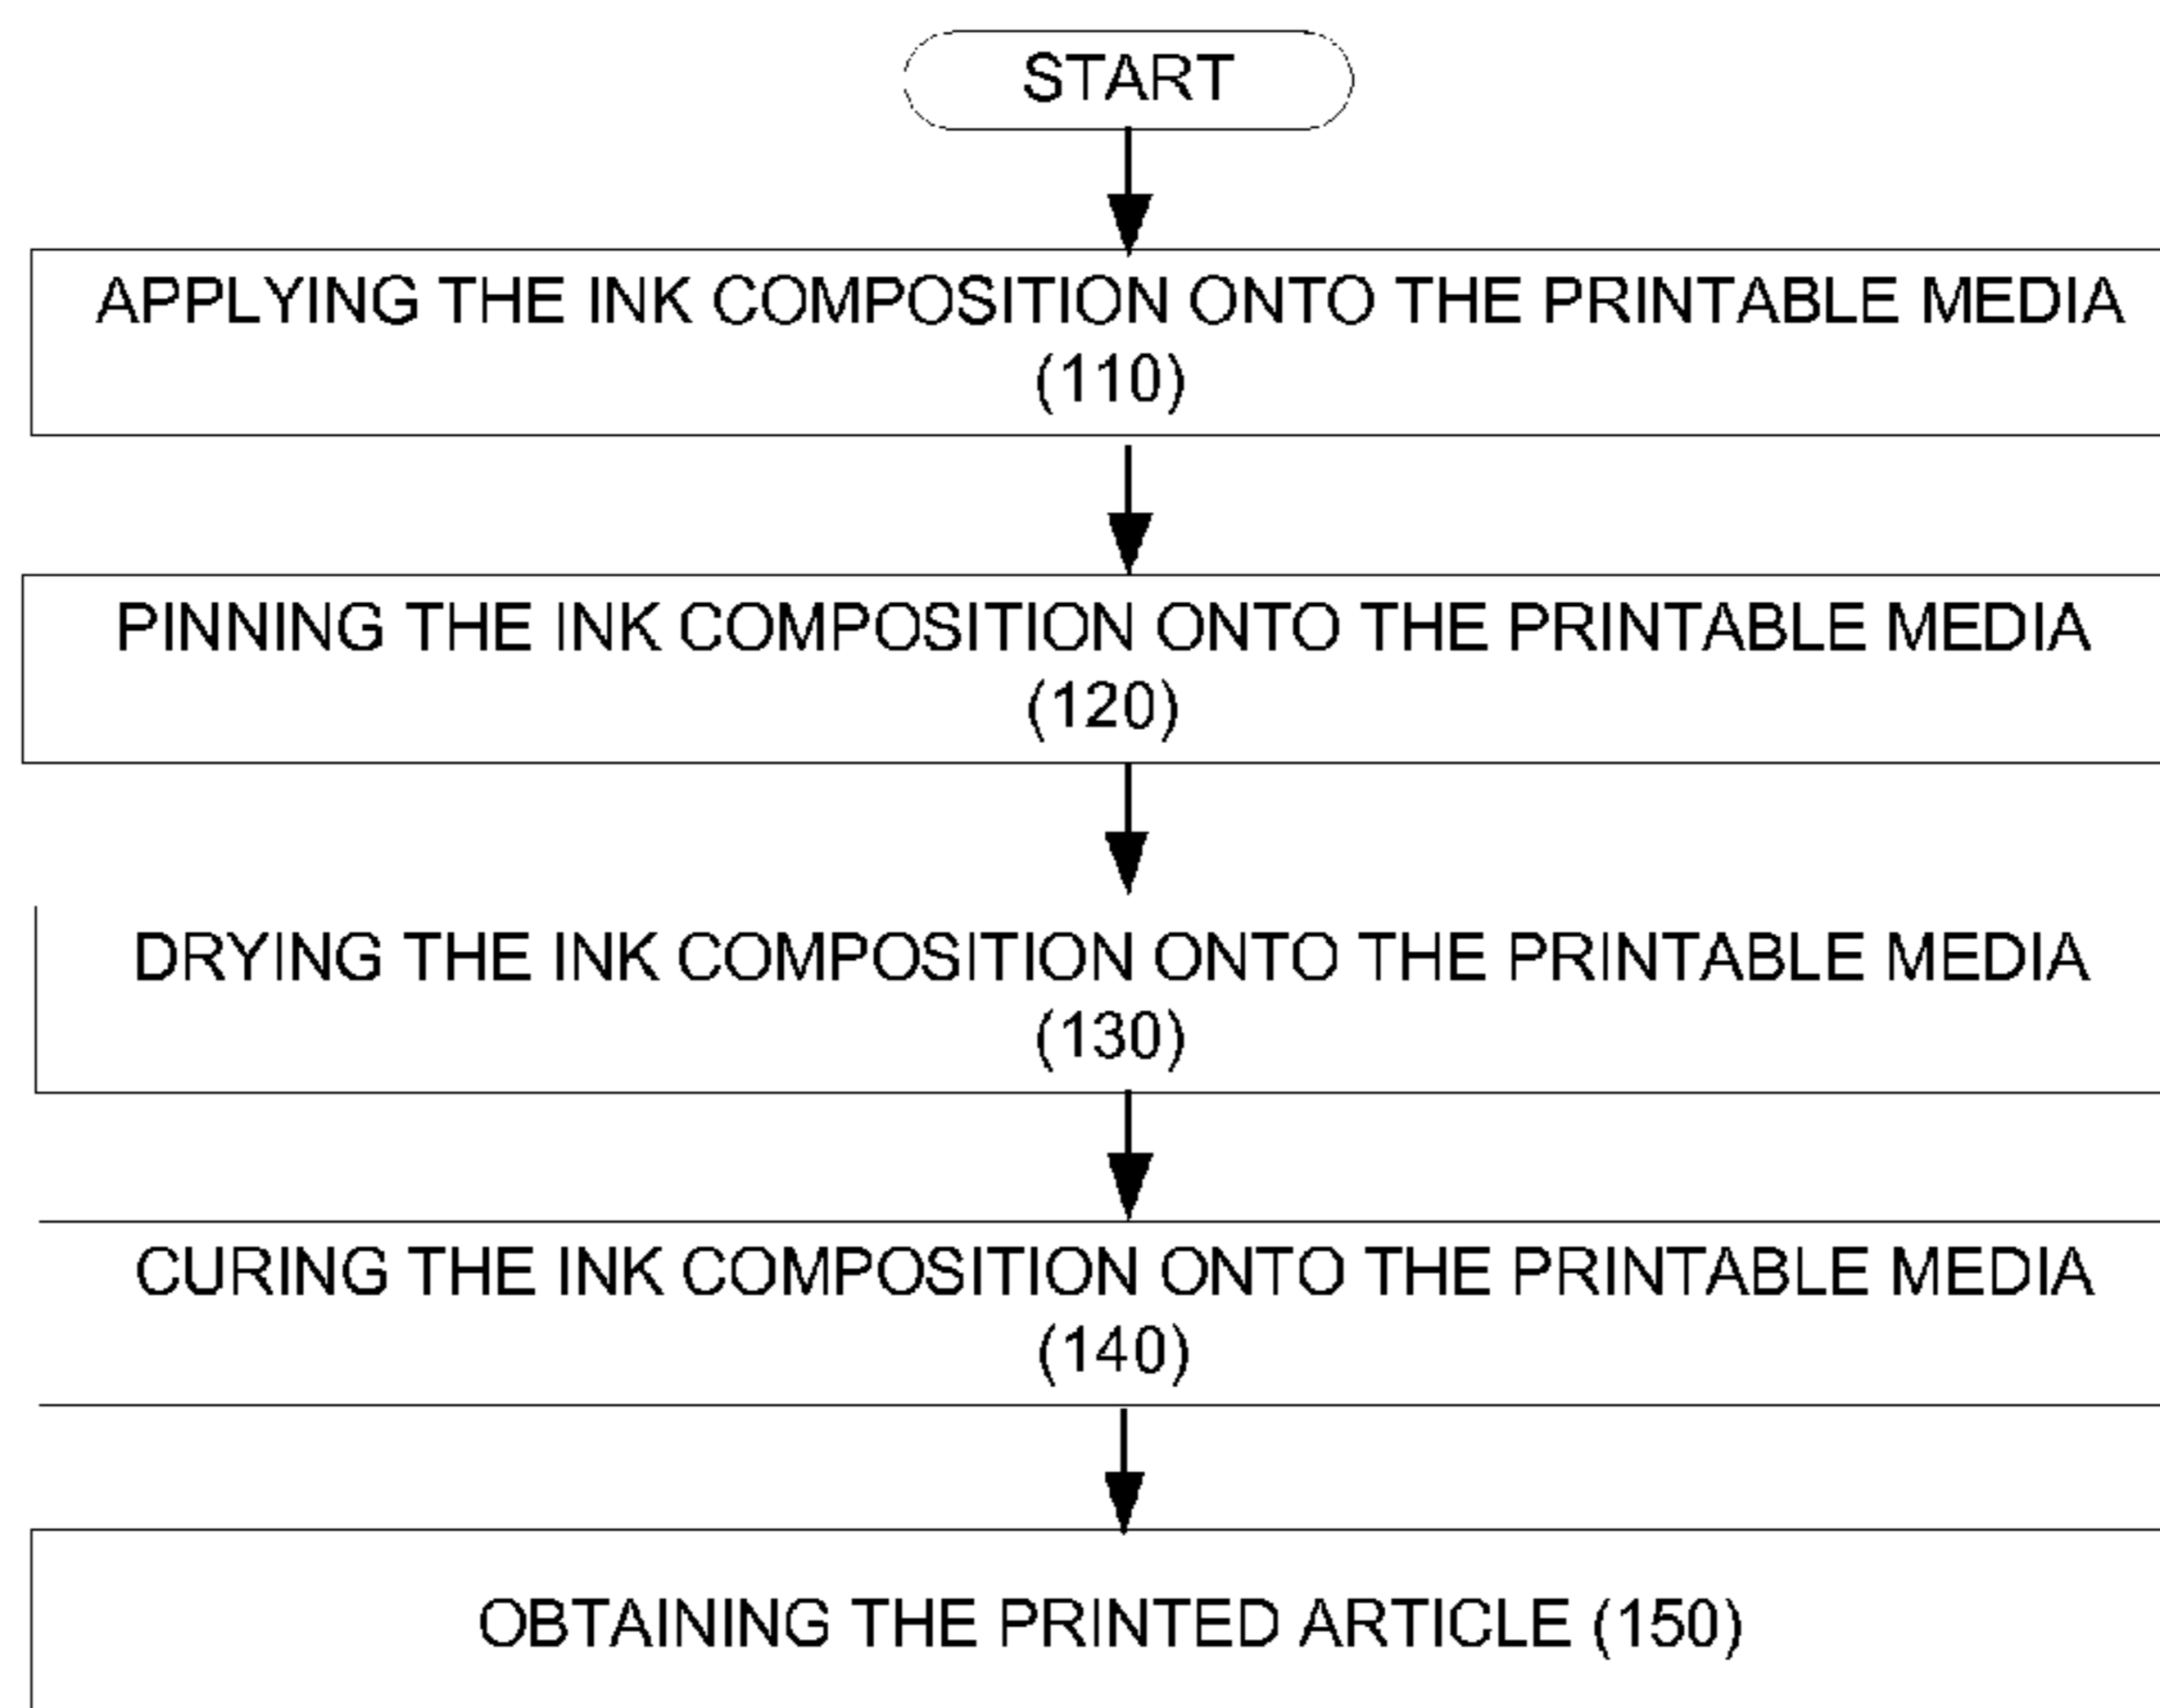 START
APPLYING THE INK COMPOSITION ONTO THE PRINTABLE MEDIA
(110)
PINNING THE INK COMPOSITION ONTO THE PRINTABLE MEDIA
(120)
DRYING THE INK COMPOSITION ONTO THE PRINTABLE MEDIA
(130)
CURING THE INK COMPOSITION ONTO THE PRINTABLE MEDIA
(140)
OBTAINING THE PRINTED ARTICLE (150)